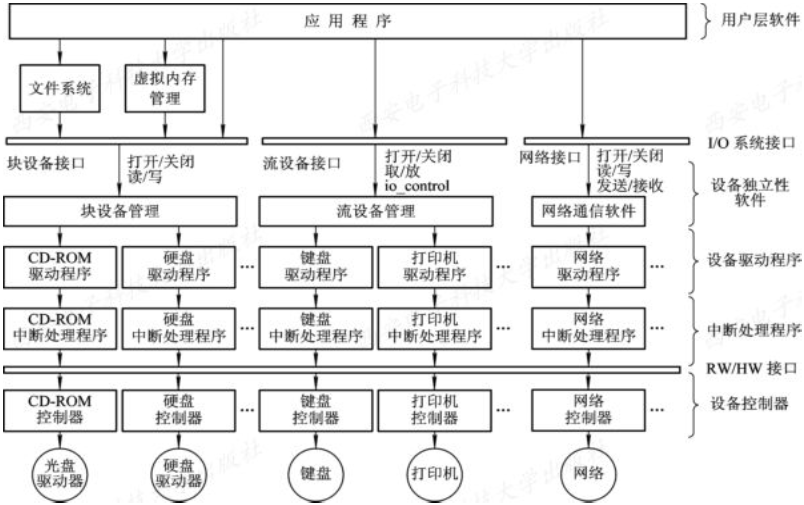 应用程序
用户层软件
文件系统
虚拟内存
管理
I/O 系统接口
块设备接口
打开/关闭
读/写
流设备接口
打开/关闭
取/放
io_control
网络接口
打开/关闭
读/写
发送/接收
设备独立性
软件
块设备管理
流设备管理
网络通信软件
CD-ROM
驱动程序
硬盘
驱动程序
...
键盘
驱动程序
打印机
驱动程序
...
网络
驱动程序
...
设备驱动程序
CD-ROM
中断处理程序
硬盘
中断处理程序
...
键盘
中断处理程序
打印机
中断处理程序
...
网络
中断处理程序
...
中断处理程序
RW/HW 接口
CD-ROM
控制器
硬盘
控制器
...
键盘
控制器
打印机
控制器
...
网络
控制器
...
设备控制器
光盘
驱动器
硬盘
驱动器
键盘
打印机
网络
西安电子科技大学出版社